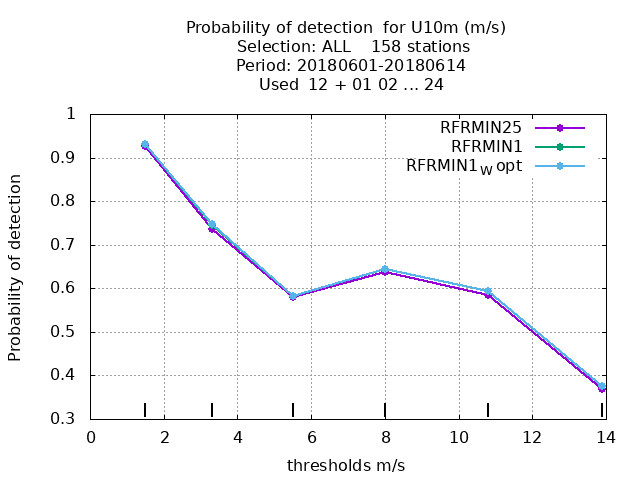 Probability of detection  for U10m (m/s)
Selection: ALL    158 stations
Period: 20180601-20180614
Used  12 + 01 02 ... 24
RFRMIN25
RFRMIN1
RFRMIN1W opt
Probability of detection
1
0.9
0.8
0.7
0.6
0.5
0.4
0.3
0 2 4 6 8 10 12 14
thresholds m/s